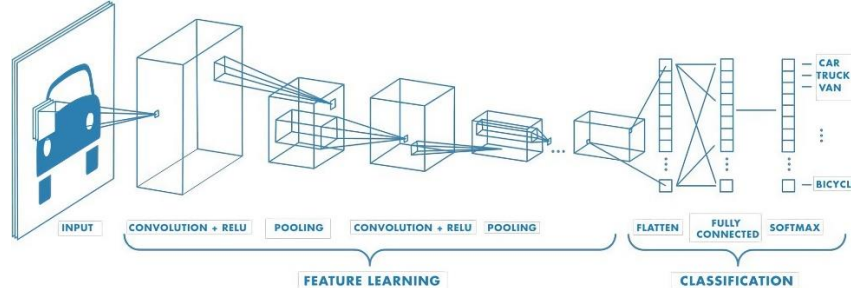 CAR
TRUCK
VAN
BICYCL
INPUT
CONVOLUTION + RELU
POOLING
CONVOLUTION + RELU
POOLING
FLATTEN
FULLY
CONNECTED
SOFTMAX
FEATURE LEARNING
CLASSIFICATION